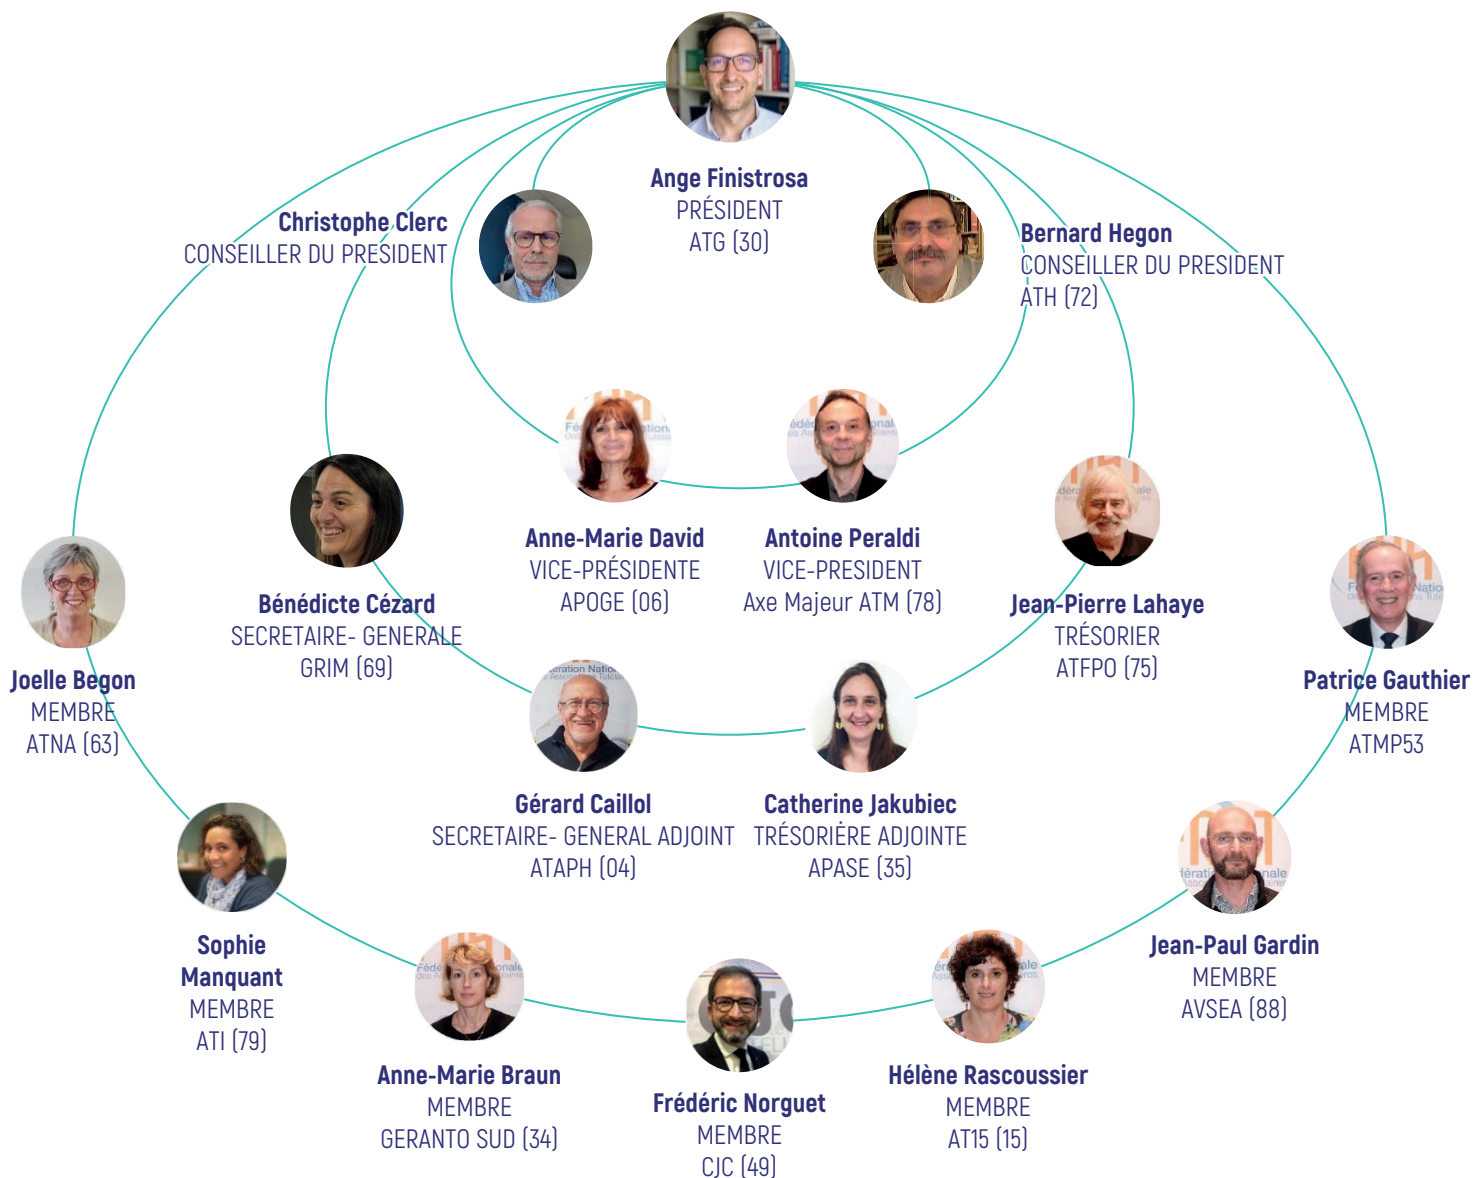 Ange Finistrosa
PRÉSIDENT
ATG (30)
Christophe Clerc
CONSEILLER DU PRESIDENT
Bernard Hegon
CONSEILLER DU PRESIDENT
ATH (72)
Anne-Marie David
VICE-PRÉSIDENTE
APOGE (06)
Antoine Peraldi
VICE-PRESIDENT
Axe Majeur ATM (78)
Bénédicte Cézard
SECRETAIRE- GENERALE
GRIM (69)
Jean-Pierre Lahaye
TRÉSORIER
ATFPO (75)
Joelle Begon
MEMBRE
ATNA (63)
Patrice Gauthier
MEMBRE
ATMP53
Gérard Caillol
SECRETAIRE- GENERAL ADJOINT
ATAPH (04)
Catherine Jakubiec
TRÉSORIÈRE ADJOINTE
APASE (35)
Sophie
Manquant
MEMBRE
ATI (79)
Jean-Paul Gardin
MEMBRE
AVSEA (88)
Anne-Marie Braun
MEMBRE
GERANTO SUD (34)
Frédéric Norguet
MEMBRE
CJC (49)
Hélène Rascoussier
MEMBRE
AT15 (15)